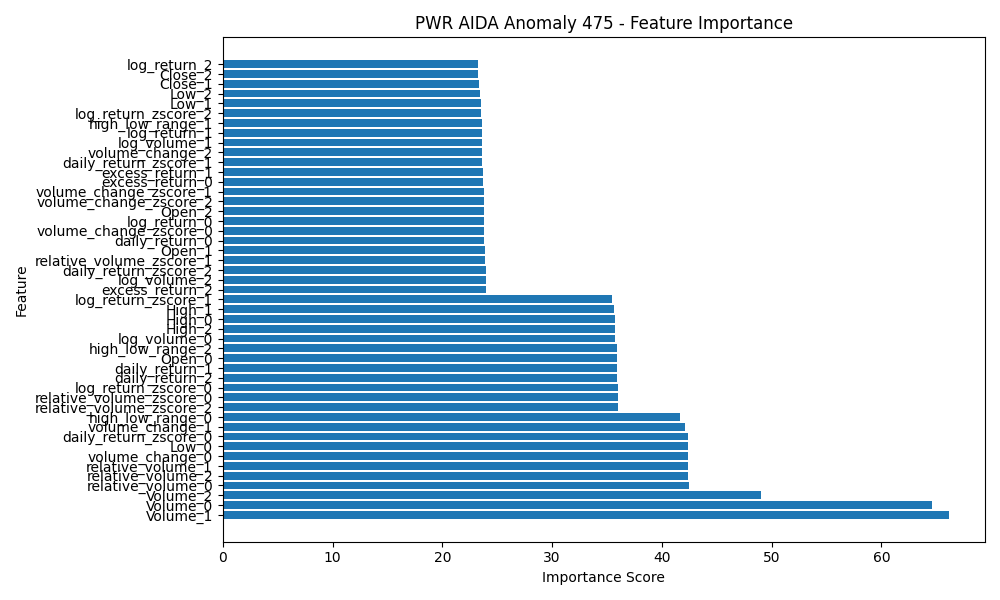 PWR AIDA Anomaly 475 - Feature Importance
log_return_2
Close_2
Close_1
Low_2
Low_1
log_return_zscore_2
high_low_range_1
log_return_1
log_volume_1
volume_change_2
daily_return_zscore_1
excess_return_1
excess_return_0
volume_change_zscore_1
volume_change_zscore_2
Open_2
log_return_0
volume_change_zscore_0
daily_return_0
Open_1
relative_volume_zscore_1
daily_return_zscore_2
log_volume_2
excess_return_2
log_return_zscore_1
High_1
High_0
High_2
log_volume_0
high_low_range_2
Open_0
daily_return_1
daily_return_2
log_return_zscore_0
relative_volume_zscore_0
relative_volume_zscore_2
high_low_range_0
volume_change_1
daily_return_zscore_0
Low_0
volume_change_0
relative_volume_1
relative_volume_2
relative_volume_0
Volume_2
Volume_0
Volume_1
Feature
0 10 20 30 40 50 60
Importance Score